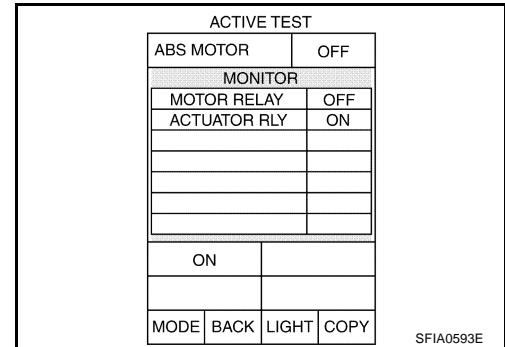 ACTIVE TEST
ABS MOTOR OFF
MONITOR
MOTOR RELAY OFF
ACTUATOR RLY ON
ON
MODE BACK LIGHT COPY
SFIA0593E